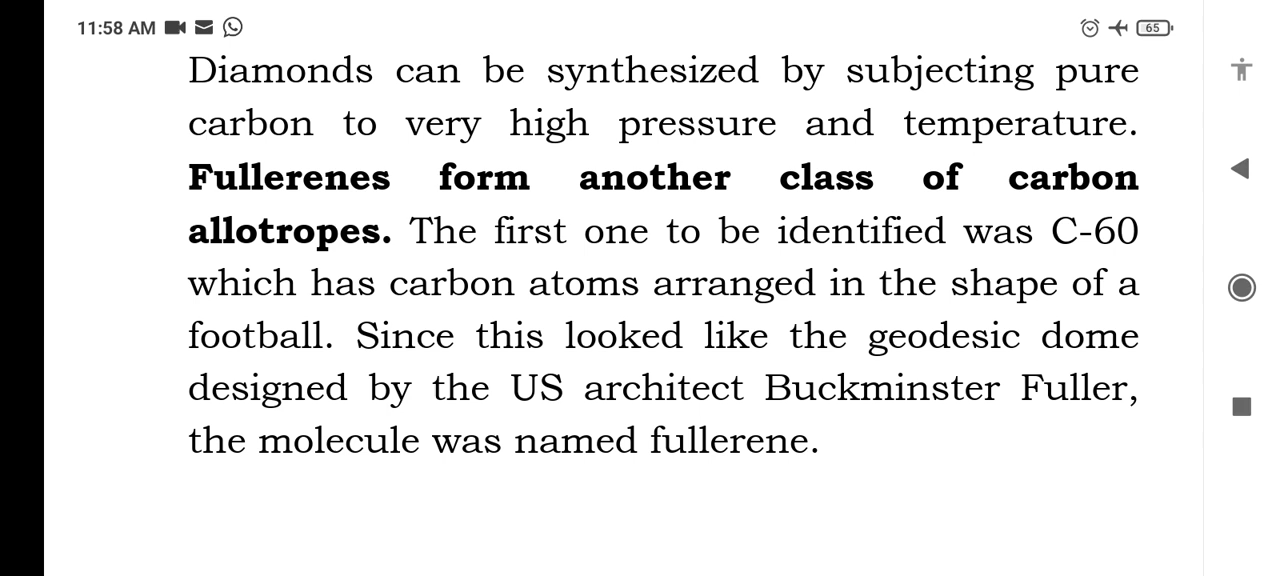 11:58 AM
65
Diamonds can be synthesized by subjecting pure
carbon to very high pressure and temperature.
Fullerenes form another class of carbon
allotropes. The first one to be identified was C-60
which has carbon atoms arranged in the shape of a
football. Since this looked like the geodesic dome
designed by the US architect Buckminster Fuller,
the molecule was named fullerene.